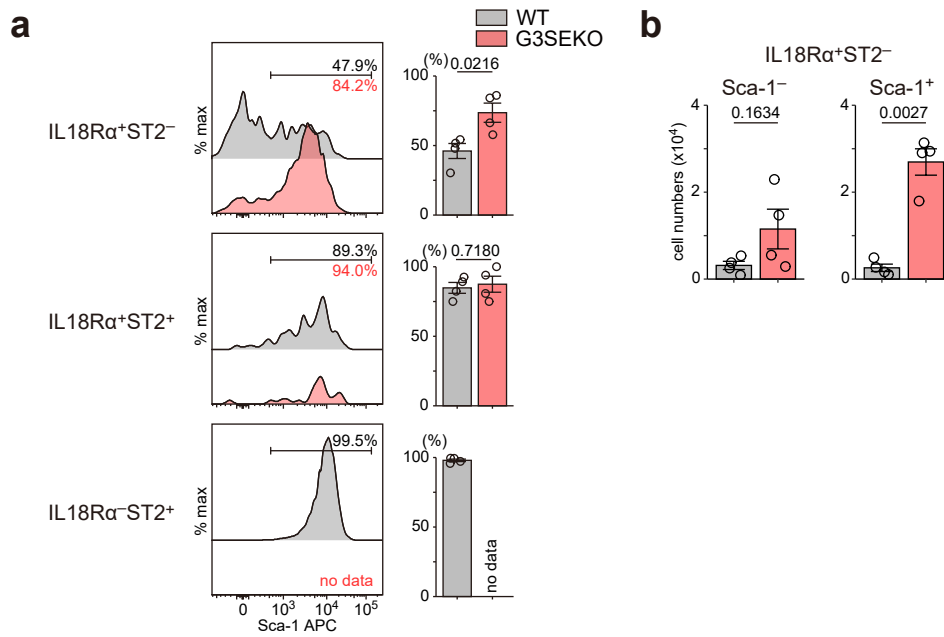 a
WT
G3SEKO
IL18Rα⁺ST2⁻
% max
47.9%
84.2%
(%)
0.0216
100
50
0
IL18Rα⁺ST2⁺
% max
89.3%
94.0%
(%)
0.7180
100
50
0
IL18Rα⁻ST2⁺
% max
99.5%
no data
0 10³ 10⁴ 10⁵
Sca-1 APC
(%)
100
50
0
no data
b
IL18Rα⁺ST2⁻
Sca-1⁻
Sca-1⁺
cell numbers (x10⁴)
0.1634
4
2
0
0.0027
4
2
0